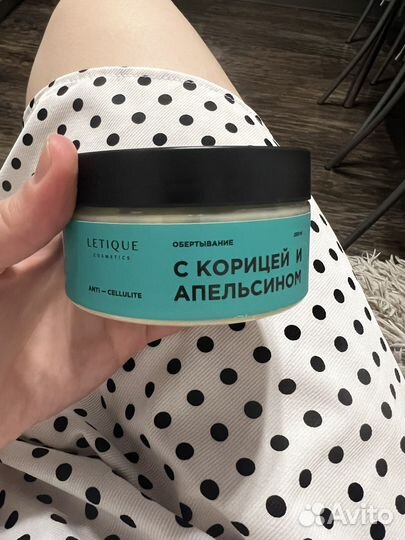 LETIQUE
COSMETICS
ANTI — CELLULITE
ОБЕРТЫВАНИЕ
С КОРИЦЕЙ И
АПЕЛЬСИНОМ
Avito